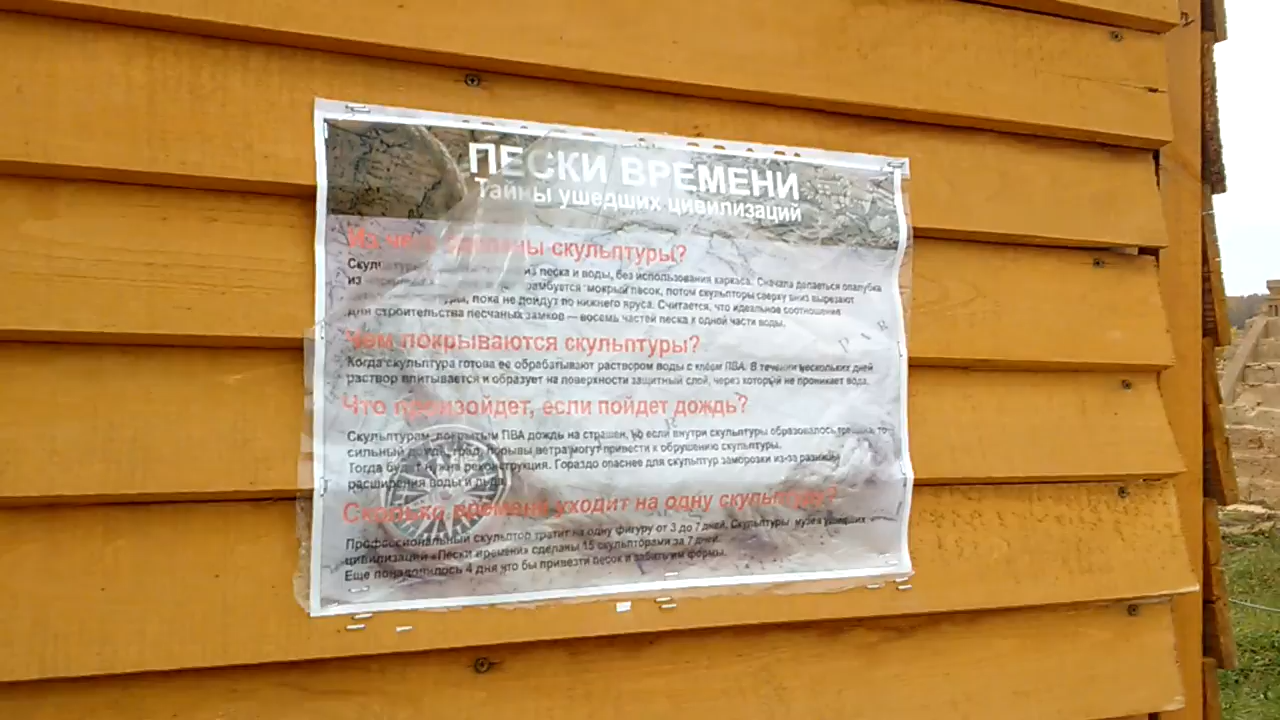 ПЕСКИ ВРЕМЕНИ
Тайны ушедших цивилизаций
Из чего сделаны скульптуры?
из песка и воды, без использования каркаса. Сначала делаеться опалубка
из мокрый песок, потом скульпторы сверху вниз вырезают
пока не дойдут по нижнего яруса. Считается, что идеальное соотношение
для строительства песчаных замков — восемь частей песка к одной части воды.
Чем покрываются скульптуры?
Когда скульптура готова ее обрабатывают раствором воды с клеем ПВА. В течении нескольких дней
раствор впитывается и образует на поверхности защитный слой, через который не проникает вода.
Что произойдет, если пойдет дождь?
Скульптурам, покрытым ПВА дождь на страшен, но если внутри скульптуры образовалось трещина, то
сильный дождь, град, порывы ветра могут привести к обрушению скульптуры.
Тогда будет нужна реконструкция. Гораздо опаснее для скульптур заморозки из-за разницы
расширения воды и льда.
Сколько времени уходит на одну скульптуру?
Профессиональный скульптор тратит на одну фигуру от 3 до 7 дней. Скульптуры музея ушедших
цивилизаций «Пески времени» сделаны 15 скульпторами за 7 дней.
Еще понадобилось 4 дня что бы привезти песок и забить им формы.